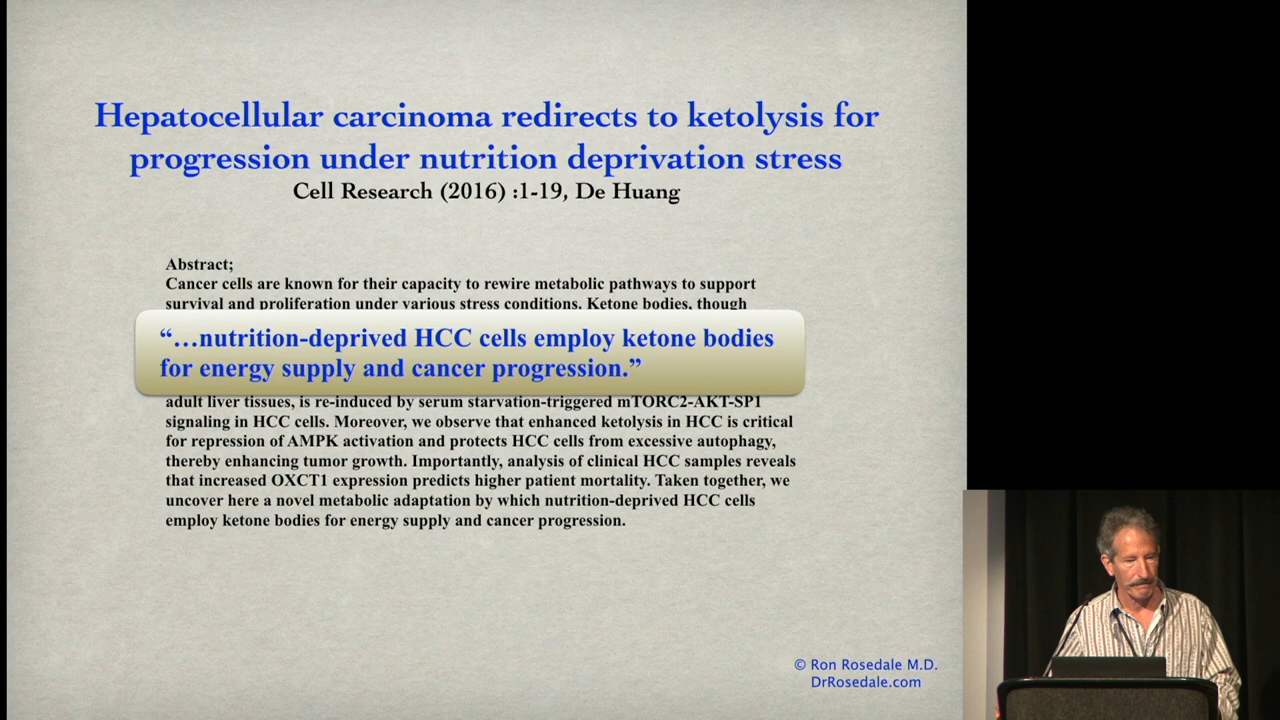 Hepatocellular carcinoma redirects to ketolysis for
progression under nutrition deprivation stress
Cell Research (2016) :1-19, De Huang
Abstract;
Cancer cells are known for their capacity to rewire metabolic pathways to support
survival and proliferation under various stress conditions. Ketone bodies, though
“…nutrition-deprived HCC cells employ ketone bodies
for energy supply and cancer progression.”
adult liver tissues, is re-induced by serum starvation-triggered mTORC2-AKT-SP1
signaling in HCC cells. Moreover, we observe that enhanced ketolysis in HCC is critical
for repression of AMPK activation and protects HCC cells from excessive autophagy,
thereby enhancing tumor growth. Importantly, analysis of clinical HCC samples reveals
that increased OXCT1 expression predicts higher patient mortality. Taken together, we
uncover here a novel metabolic adaptation by which nutrition-deprived HCC cells
employ ketone bodies for energy supply and cancer progression.
© Ron Rosedale M.D.
DrRosedale.com